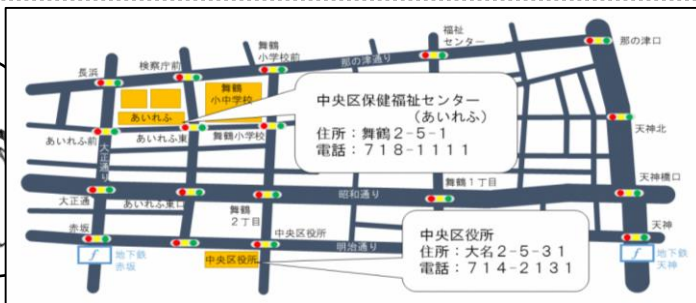 舞鶴
小学校前
福祉
センター
那の津口
那の津通り
検察庁前
長浜
舞鶴
小中学校
中央区保健福祉センター
（あいれふ）
住所：舞鶴２-５-１
電話：７１８-１１１１
あいれふ
あいれふ前
あいれふ東
舞鶴小学校
天神北
大正通り
昭和通り
舞鶴１丁目
天神橋口
大正通
あいれふ東口
舞鶴
２丁目
赤坂
中央区役所
明治通り
天神
地下鉄
赤坂
中央区役所
中央区役所
住所：大名２-５-３１
電話：７１４-２１３１
地下鉄
天神